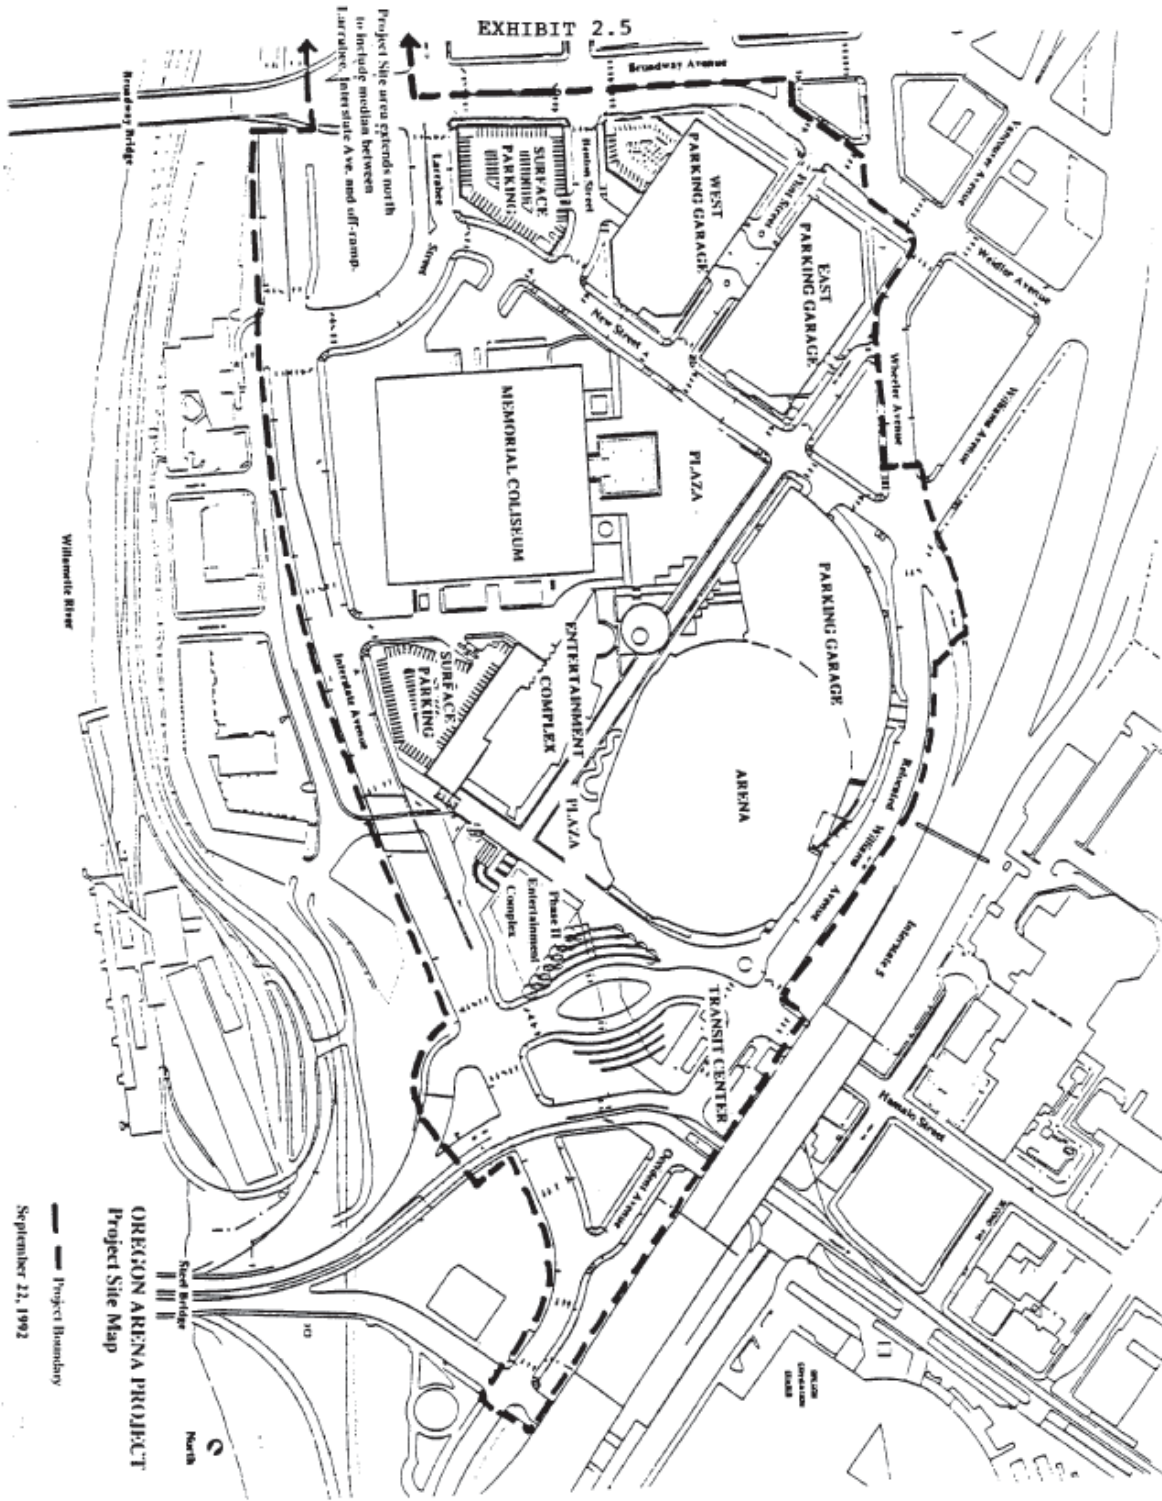 EXHIBIT 2.5
Project Site area extends north
to include median between
Larrabee, Interstate Ave. and off-ramp.
Broadway Bridge
Broadway Avenue
Larrabee
Street
SURFACE
PARKING
Benton Street
WEST
PARKING GARAGE
Flint Street
EAST
PARKING GARAGE
Vancouver Avenue
Weidler Avenue
Williams Avenue
Wheeler Avenue
New Street
MEMORIAL COLISEUM
PLAZA
PARKING GARAGE
ARENA
ENTERTAINMENT
COMPLEX
PLAZA
SURFACE
PARKING
Interstate Avenue
Willamette River
Relocated Williams Avenue
Interstate 5
Phase II
Entertainment
Complex
TRANSIT CENTER
Hassalo Street
Occident Avenue
Steel Bridge
OREGON ARENA PROJECT
Project Site Map
Project Boundary
September 22, 1992
North